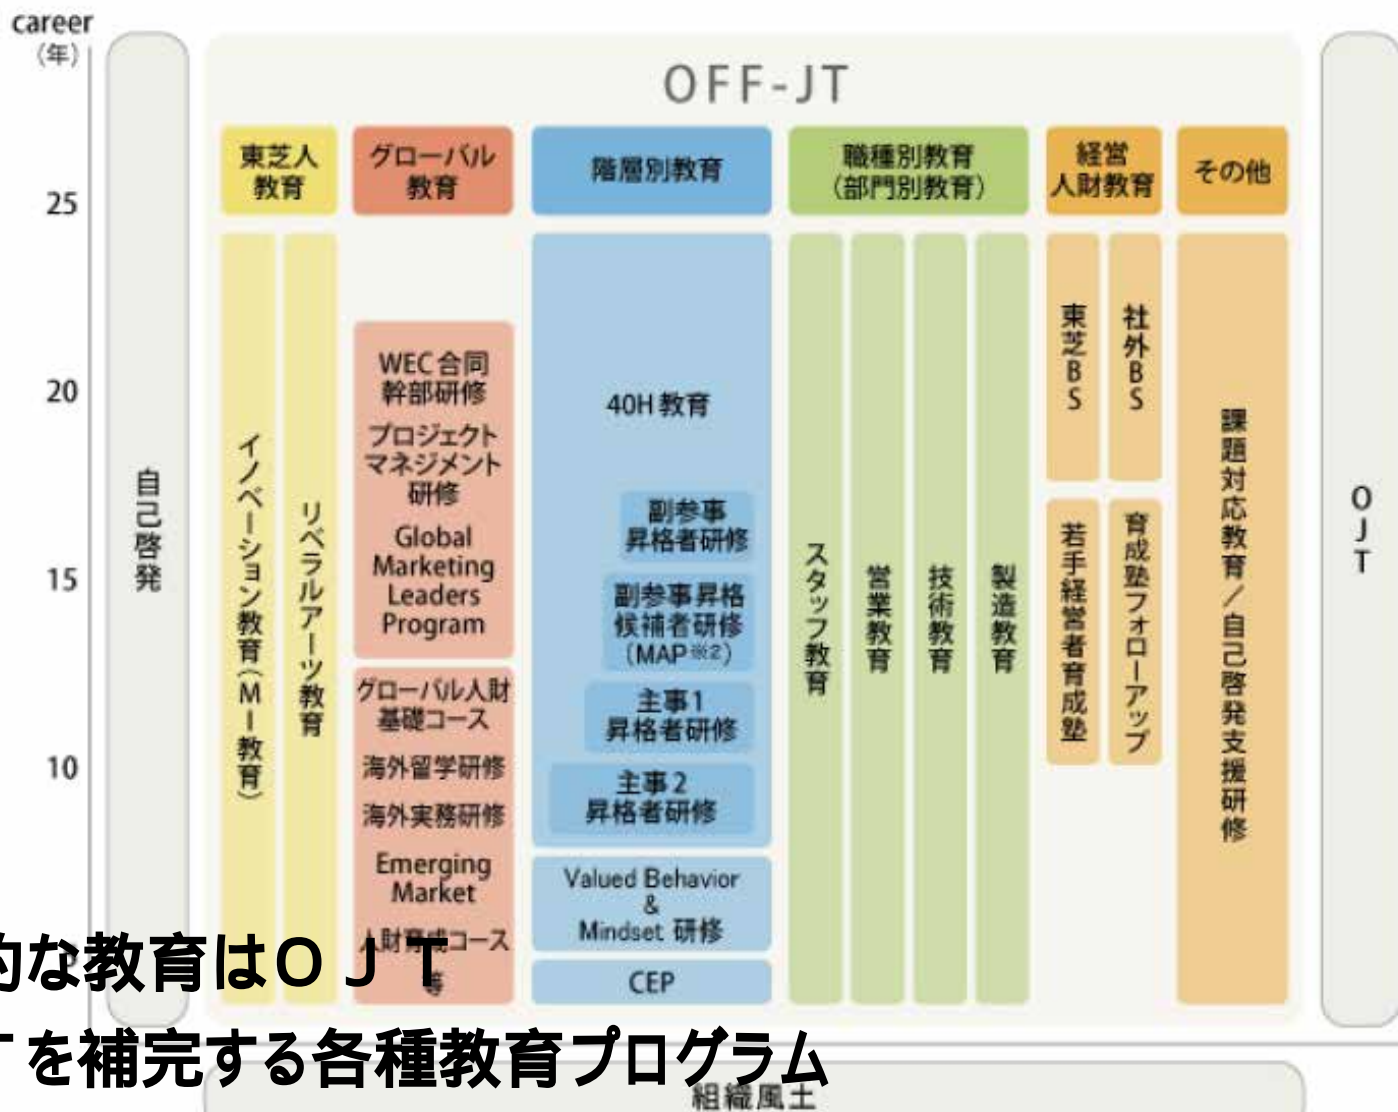 career
(年)
25
20
15
10
自己啓発
OFF-JT
東芝人
教育
イノベーション教育(MI教育)
リベラルアーツ教育
グローバル
教育
WEC合同
幹部研修
プロジェクト
マネジメント
研修
Global
Marketing
Leaders
Program
グローバル人財
基礎コース
海外留学研修
海外実務研修
Emerging
Market
人財育成コース
等
階層別教育
40H教育
副参事
昇格者研修
副参事昇格
候補者研修
(MAP※2)
主事1
昇格者研修
主事2
昇格者研修
Valued Behavior
&
Mindset 研修
CEP
職種別教育
(部門別教育)
スタッフ教育
営業教育
技術教育
製造教育
経営
人財教育
東芝BS
社外BS
若手経営者育成塾
育成塾フォローアップ
その他
課題対応教育/自己啓発支援研修
OJT
的な教育はOJT
を補完する各種教育プログラム
組織風土